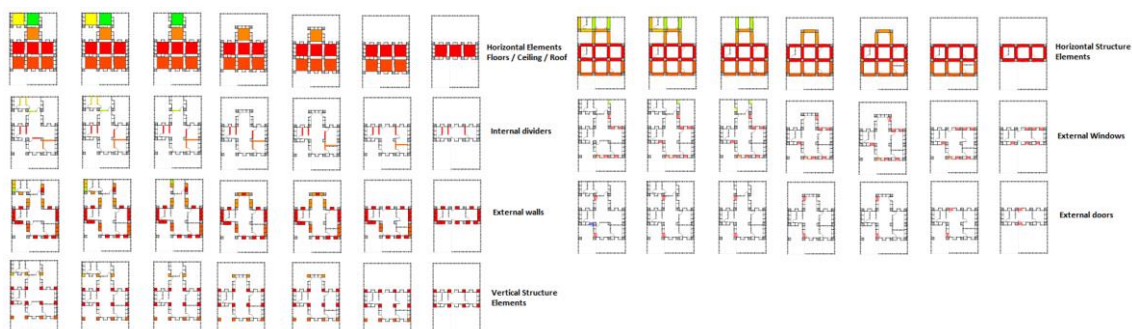 Horizontal Elements
Floors / Ceiling / Roof
Internal dividers
External walls
Vertical Structure
Elements
Horizontal Structure
Elements
External Windows
External doors